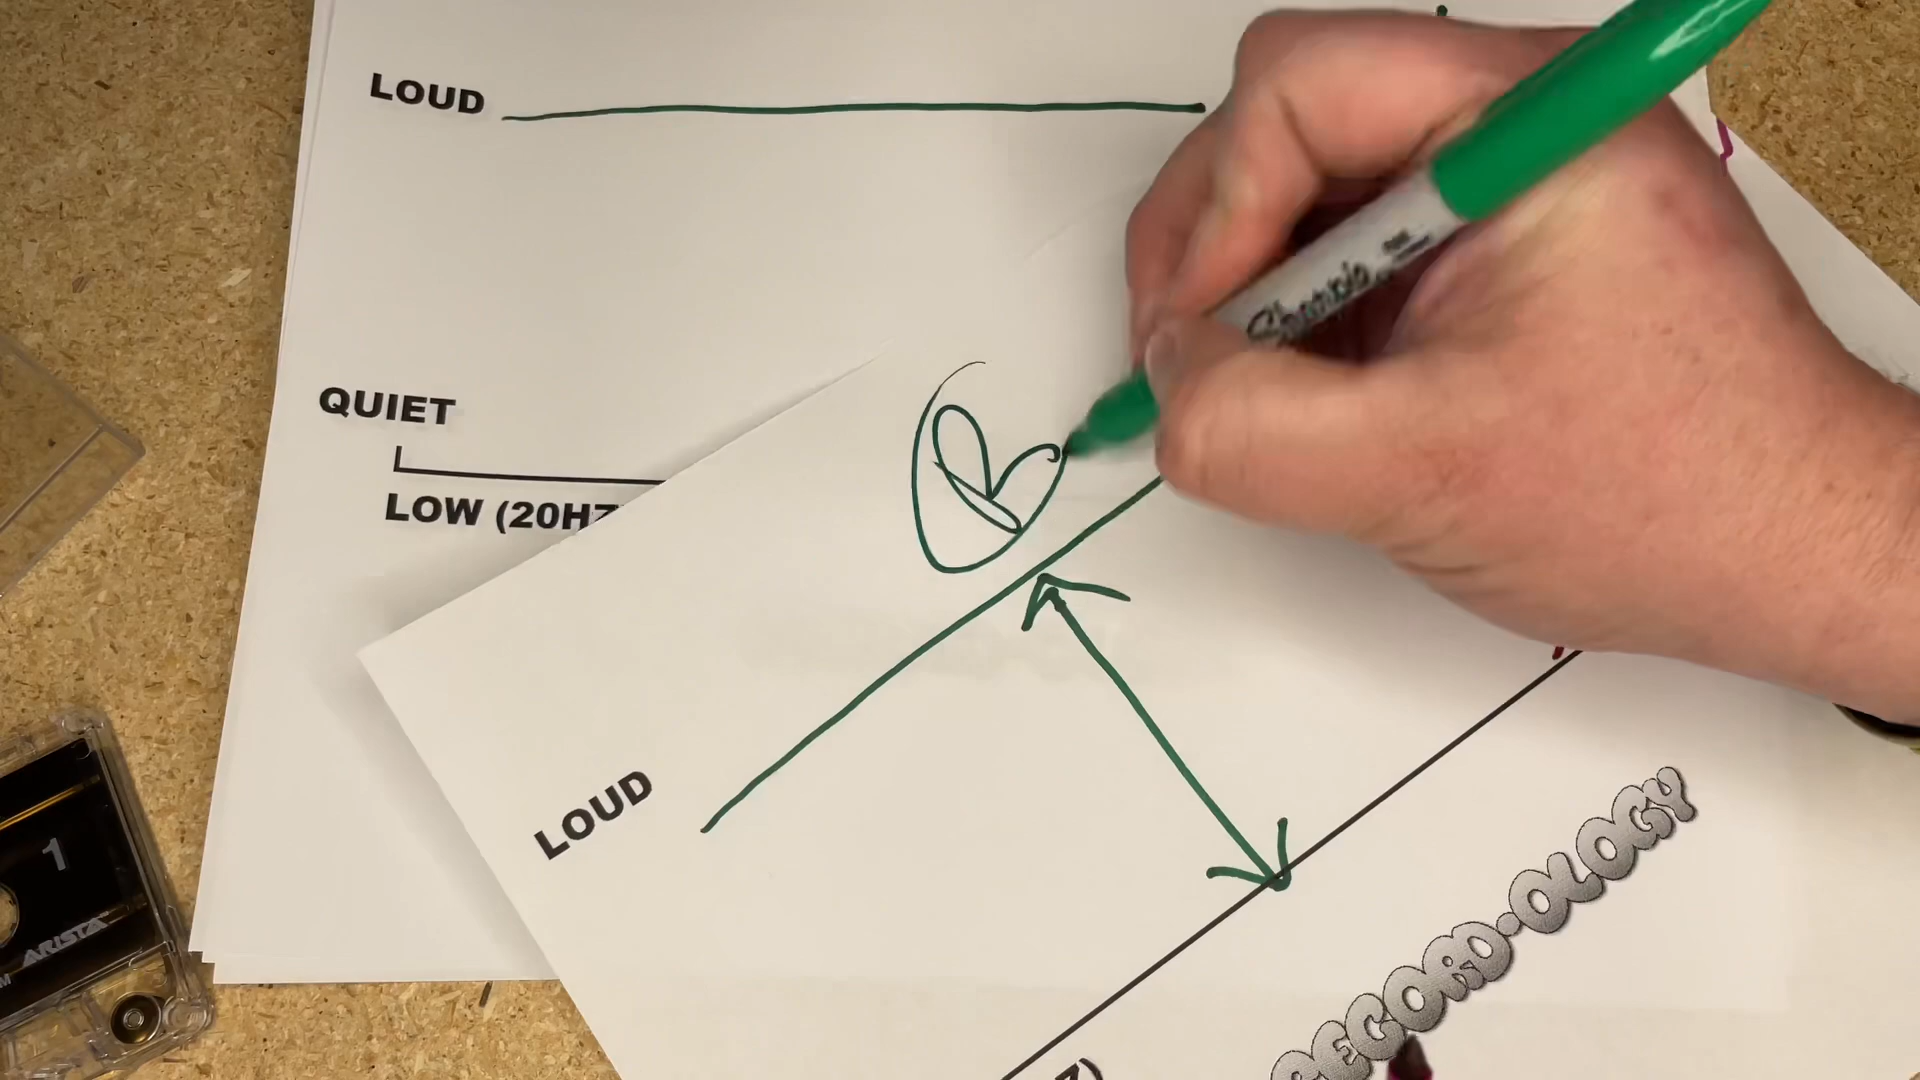 LOUD
QUIET
LOW (20HZ
Sharpie
LOUD
RECORD-OLOGY
1
ARISTA